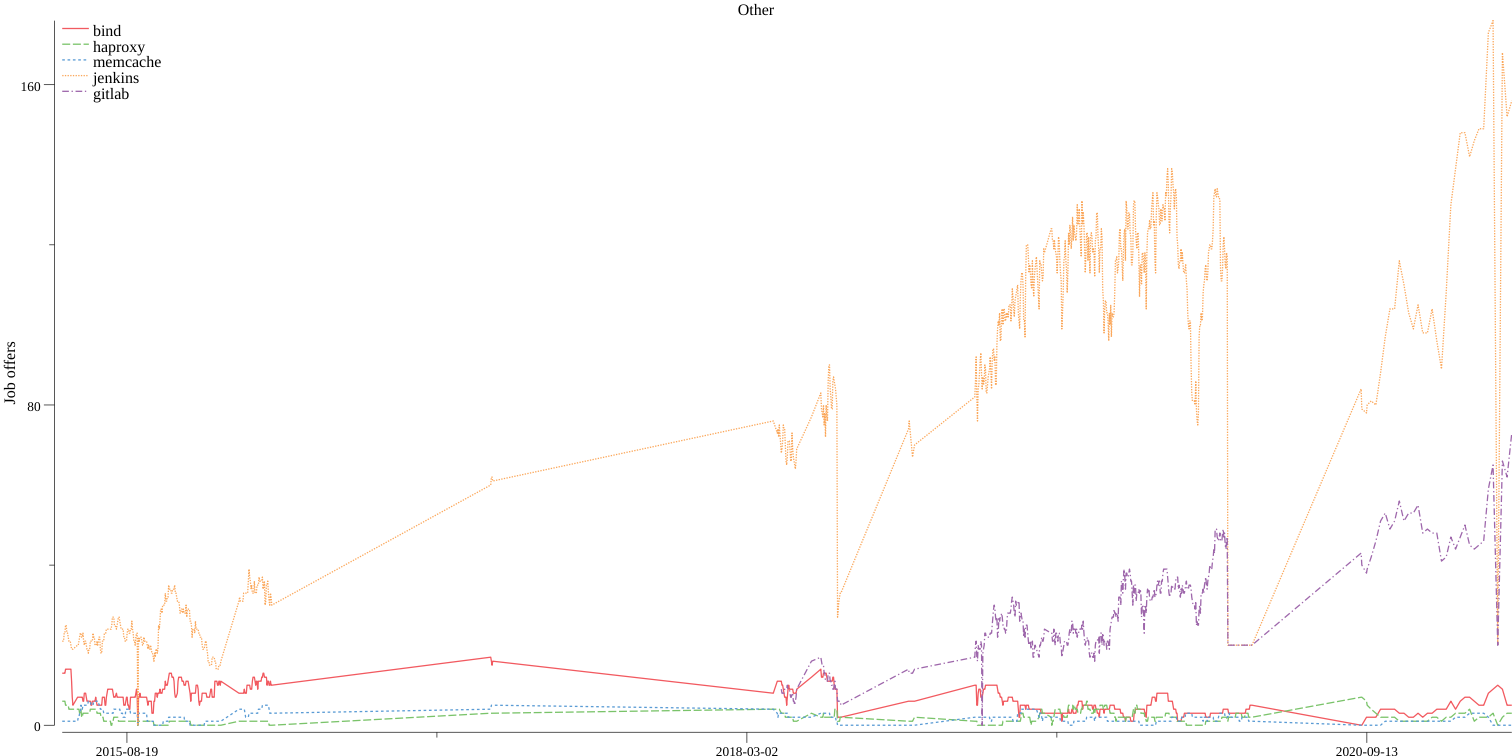 Other
bind
haproxy
memcache
jenkins
gitlab
160
80
0
Job offers
2015-08-19
2018-03-02
2020-09-13